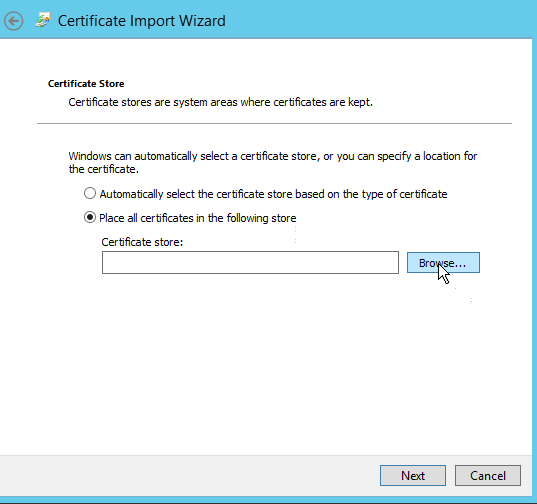 Certificate Import Wizard
Certificate Store
Certificate stores are system areas where certificates are kept.
Windows can automatically select a certificate store, or you can specify a location for
the certificate.
Automatically select the certificate store based on the type of certificate
Place all certificates in the following store
Certificate store:
Browse...
Next
Cancel